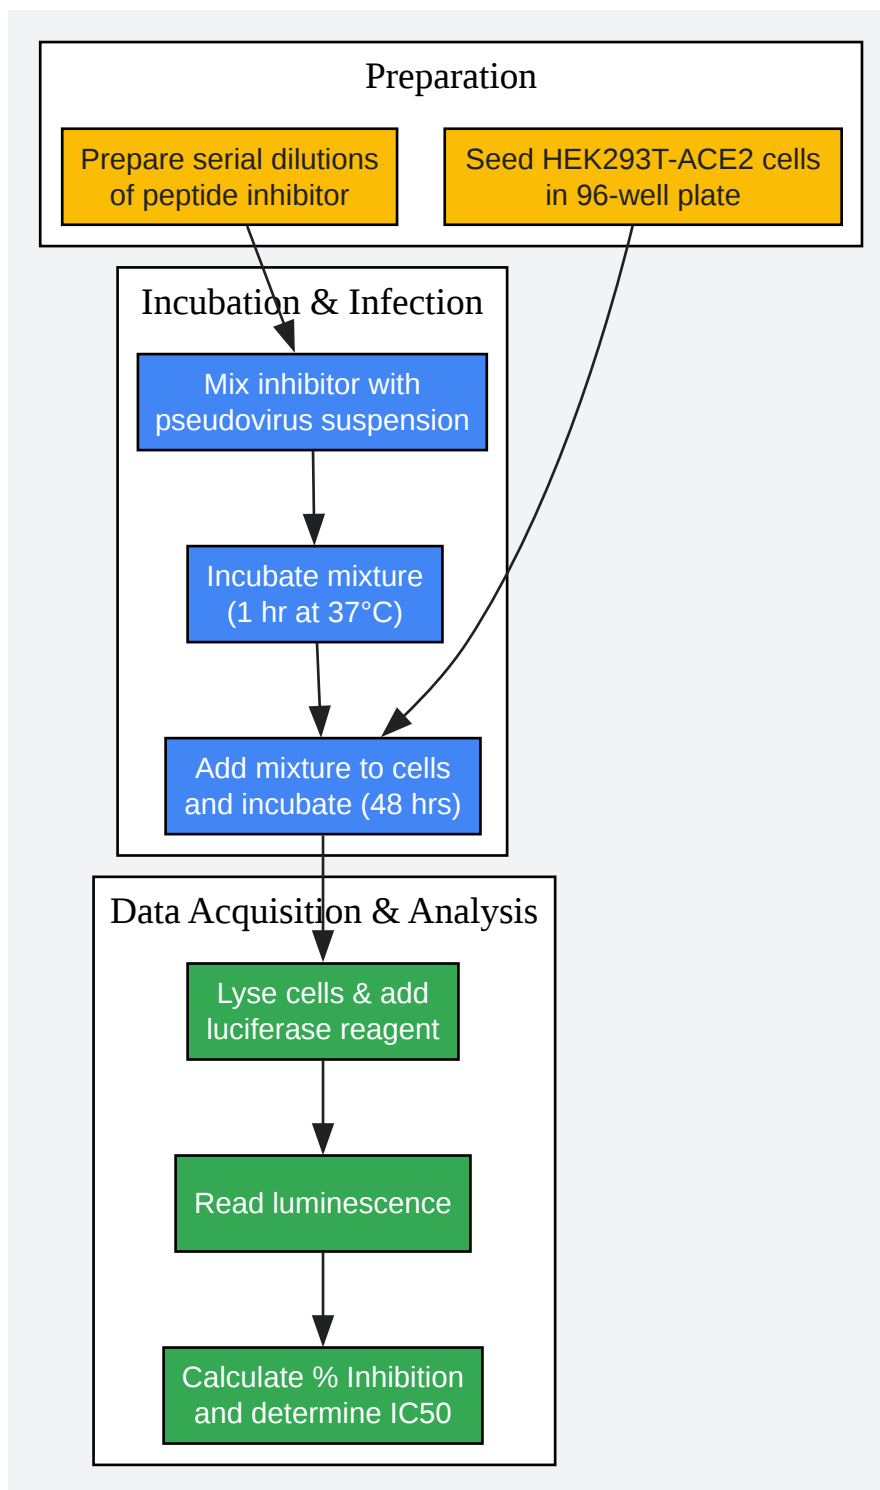 Preparation
Prepare serial dilutions
of peptide inhibitor
Seed HEK293T-ACE2 cells
in 96-well plate
Incubation & Infection
Mix inhibitor with
pseudovirus suspension
Incubate mixture
(1 hr at 37°C)
Add mixture to cells
and incubate (48 hrs)
Data Acquisition & Analysis
Lyse cells & add
luciferase reagent
Read luminescence
Calculate % Inhibition
and determine IC50